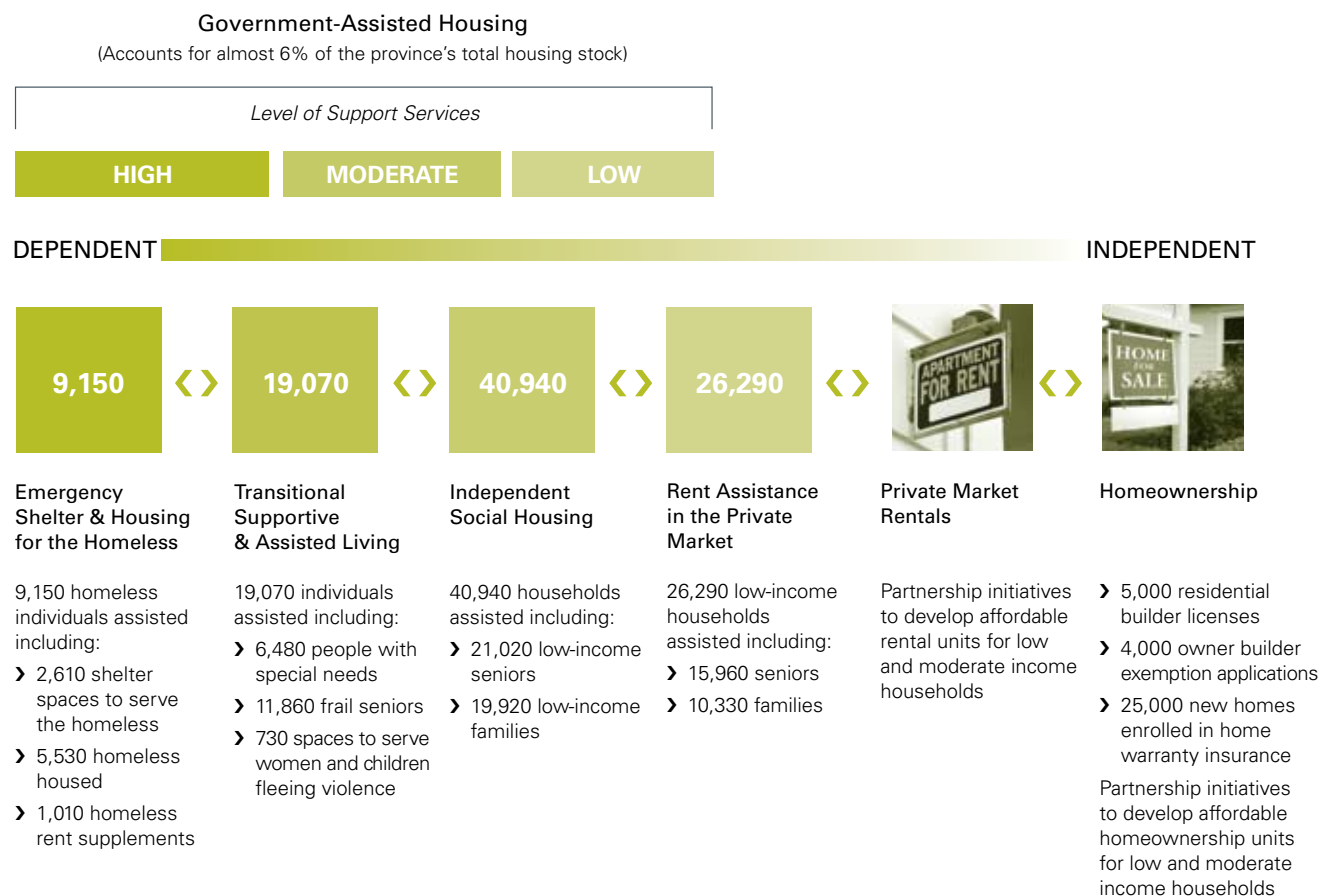 Government-Assisted Housing
(Accounts for almost 6% of the province’s total housing stock)
Level of Support Services
HIGH
MODERATE
LOW
DEPENDENT
INDEPENDENT
9,150
19,070
40,940
26,290
APARTMENT
FOR RENT
HOME
FOR
SALE
Emergency
Shelter & Housing
for the Homeless
9,150 homeless
individuals assisted
including:
› 2,610 shelter
spaces to serve
the homeless
› 5,530 homeless
housed
› 1,010 homeless
rent supplements
Transitional
Supportive
& Assisted Living
19,070 individuals
assisted including:
› 6,480 people with
special needs
› 11,860 frail seniors
› 730 spaces to serve
women and children
fleeing violence
Independent
Social Housing
40,940 households
assisted including:
› 21,020 low-income
seniors
› 19,920 low-income
families
Rent Assistance
in the Private
Market
26,290 low-income
households
assisted including:
› 15,960 seniors
› 10,330 families
Private Market
Rentals
Partnership initiatives
to develop affordable
rental units for low
and moderate income
households
Homeownership
› 5,000 residential
builder licenses
› 4,000 owner builder
exemption applications
› 25,000 new homes
enrolled in home
warranty insurance
Partnership initiatives
to develop affordable
homeownership units
for low and moderate
income households